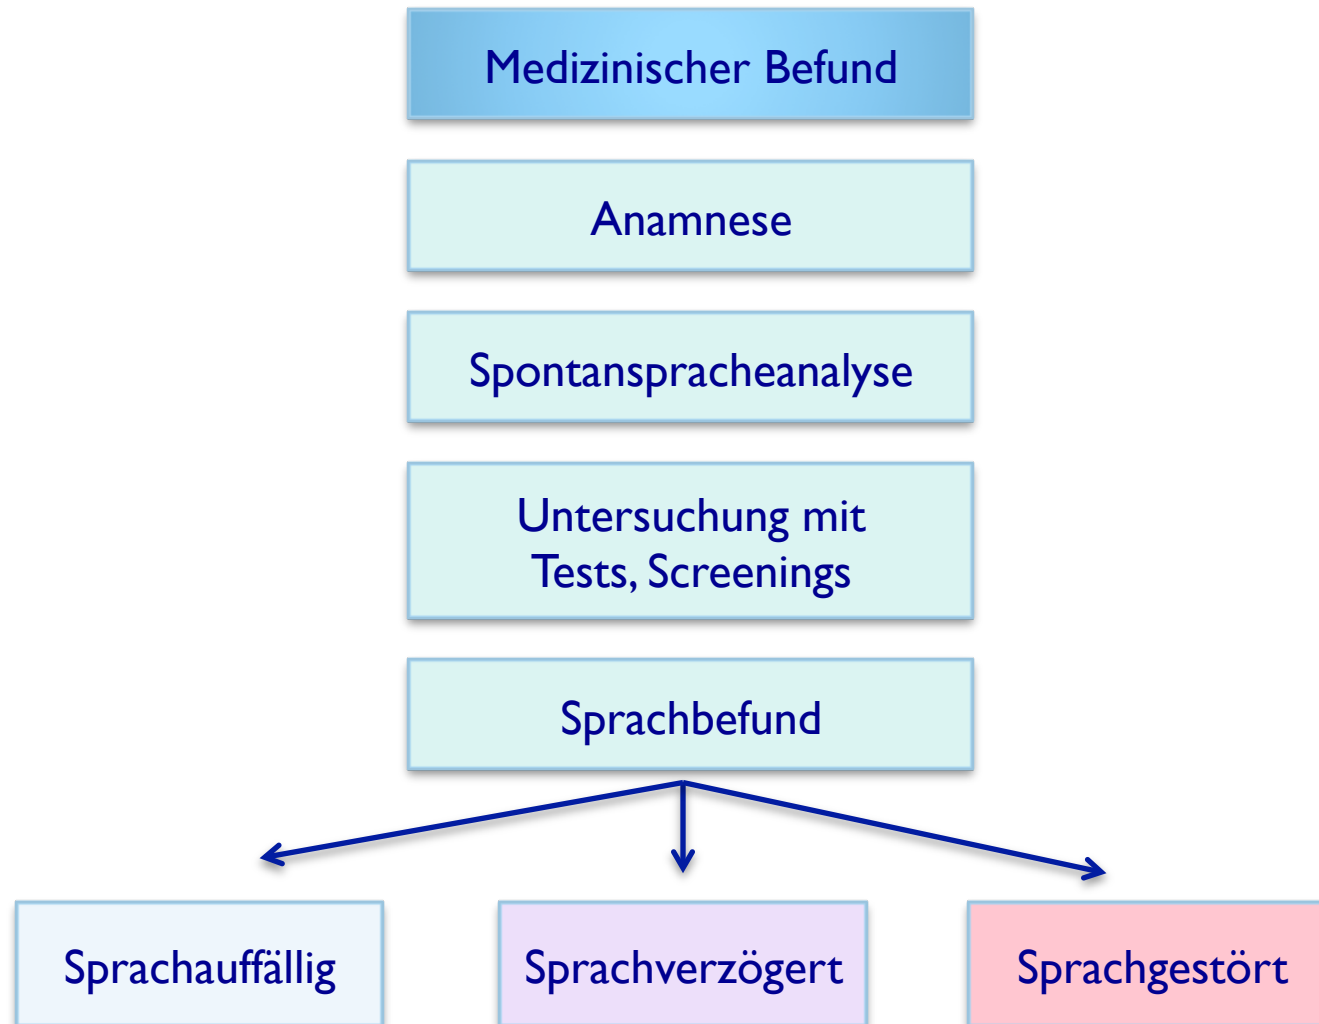 Medizinischer Befund
Anamnese
Spontanspracheanalyse
Untersuchung mit
Tests, Screenings
Sprachbefund
Sprachauffällig
Sprachverzögert
Sprachgestört